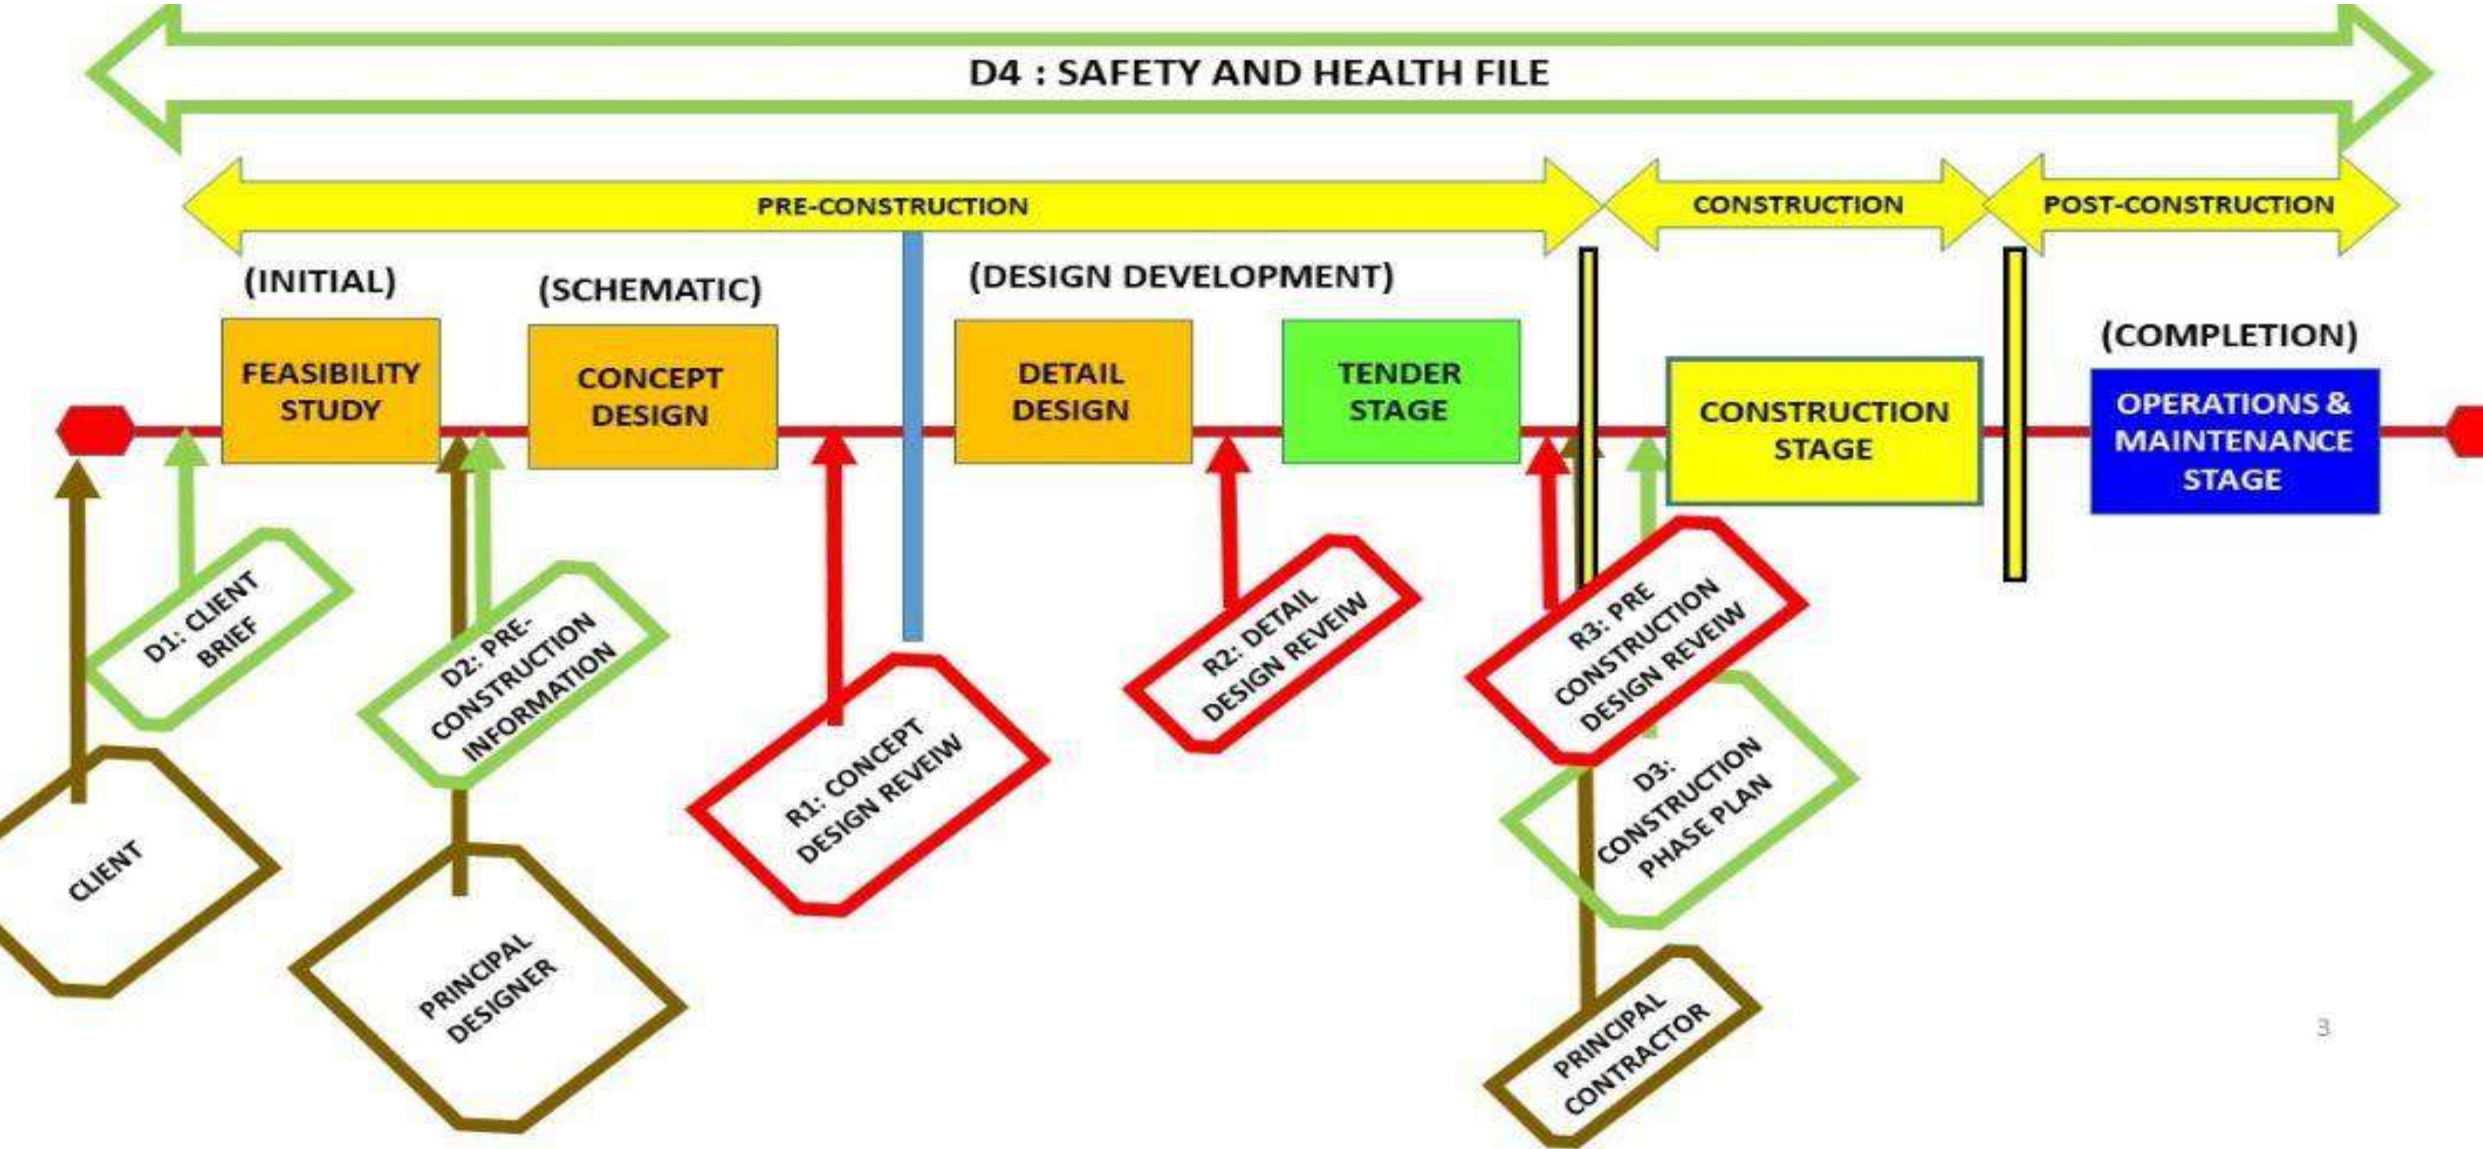 D4 : SAFETY AND HEALTH FILE
PRE-CONSTRUCTION
CONSTRUCTION
POST-CONSTRUCTION
(INITIAL)
(SCHEMATIC)
(DESIGN DEVELOPMENT)
(COMPLETION)
FEASIBILITY
STUDY
CONCEPT
DESIGN
DETAIL
DESIGN
TENDER
STAGE
CONSTRUCTION
STAGE
OPERATIONS &
MAINTENANCE
STAGE
D1: CLIENT
BRIEF
D2: PRE-
CONSTRUCTION
INFORMATION
R1: CONCEPT
DESIGN REVEIW
R2: DETAIL
DESIGN REVEIW
R3: PRE
CONSTRUCTION
DESIGN REVEIW
D3:
CONSTRUCTION
PHASE PLAN
CLIENT
PRINCIPAL
DESIGNER
PRINCIPAL
CONTRACTOR
3